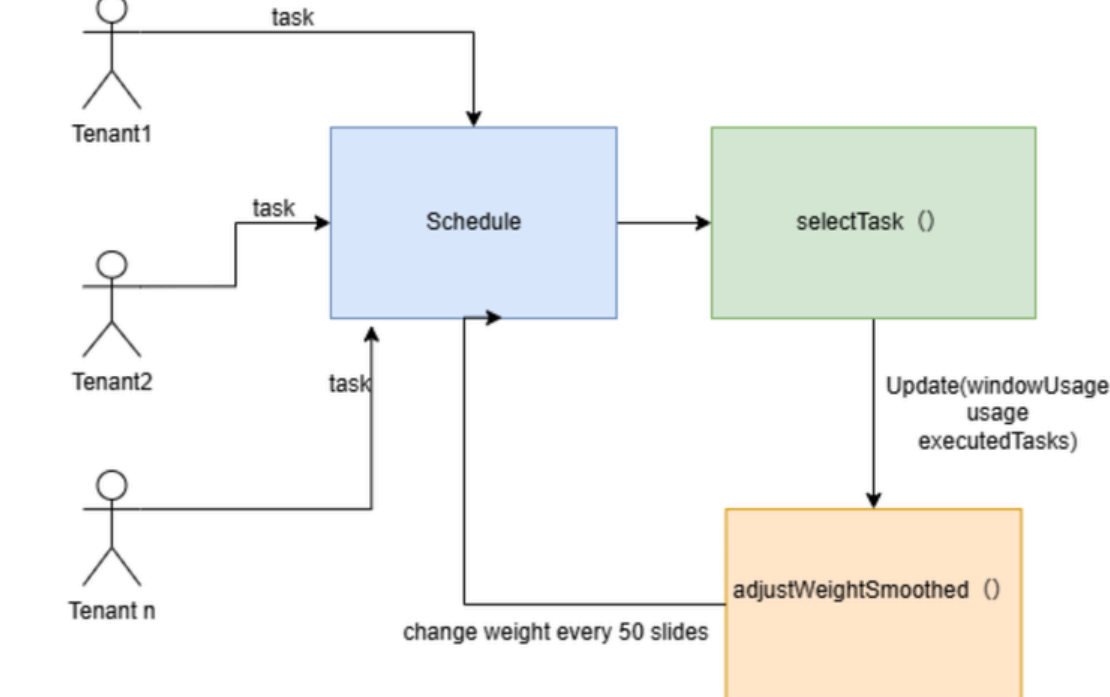 task
Tenant1
task
Schedule
selectTask（）
Tenant2
task
Update(windowUsage
usage
executedTasks)
adjustWeightSmoothed（）
Tenant n
change weight every 50 slides